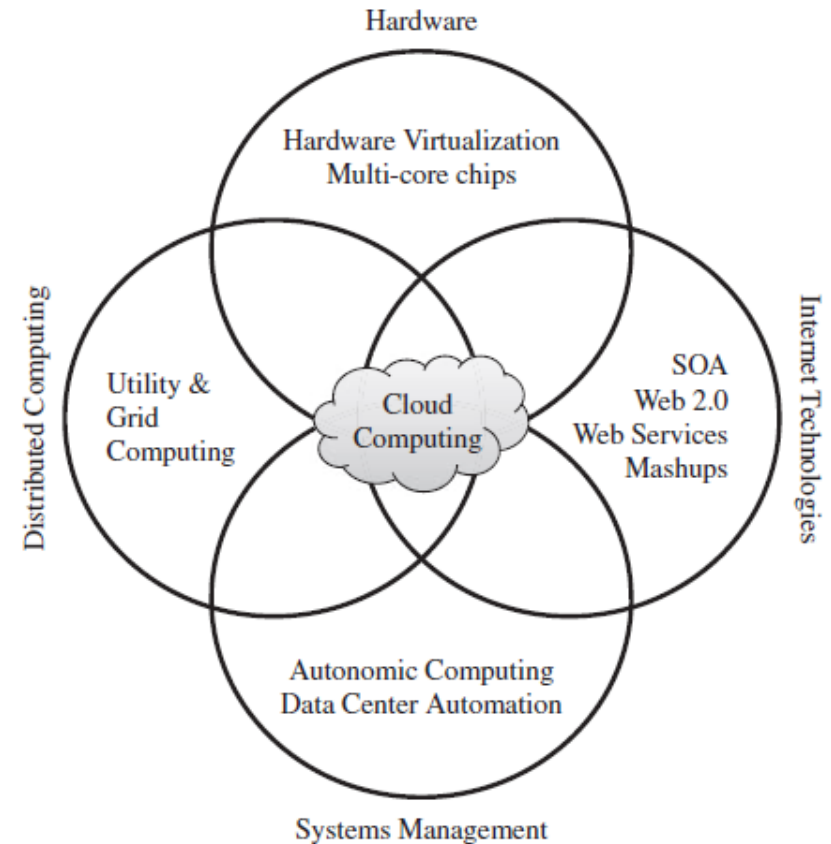 Hardware
Hardware Virtualization
Multi-core chips
Distributed Computing
Utility &
Grid
Computing
Cloud
Computing
SOA
Web 2.0
Web Services
Mashups
Internet Technologies
Autonomic Computing
Data Center Automation
Systems Management